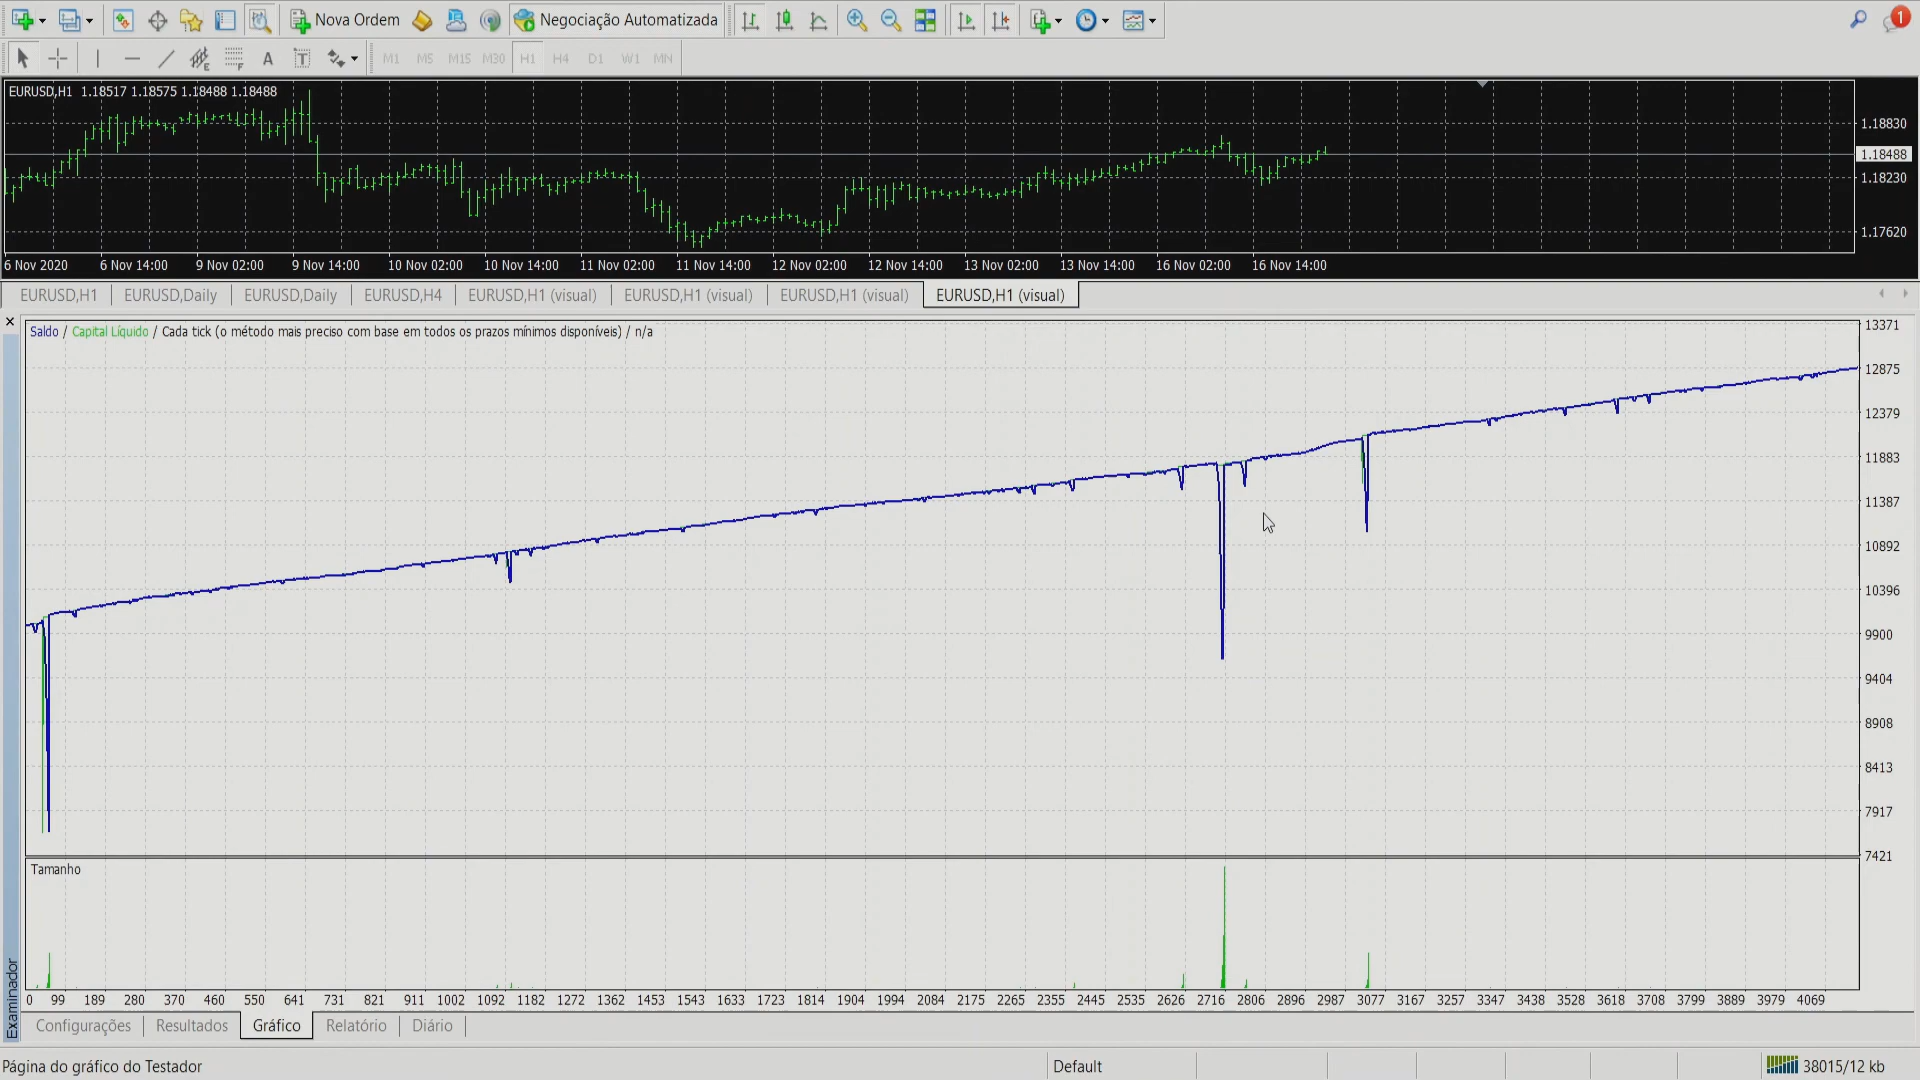 Nova Ordem
Negociação Automatizada
1
A T E F
M1 M5 M15 M30 H1 H4 D1 W1 MN
EURUSD,H1 1.18517 1.18575 1.18488 1.18488
1.18830
1.18488
1.18230
1.17620
6 Nov 2020 6 Nov 14:00 9 Nov 02:00 9 Nov 14:00 10 Nov 02:00 10 Nov 14:00 11 Nov 02:00 11 Nov 14:00 12 Nov 02:00 12 Nov 14:00 13 Nov 02:00 13 Nov 14:00 16 Nov 02:00 16 Nov 14:00
EURUSD,H1 EURUSD,Daily EURUSD,Daily EURUSD,H4 EURUSD,H1 (visual) EURUSD,H1 (visual) EURUSD,H1 (visual) EURUSD,H1 (visual)
Saldo / Capital Líquido / Cada tick (o método mais preciso com base em todos os prazos mínimos disponíveis) / n/a
13371
12875
12379
11883
11387
10892
10396
9900
9404
8908
8413
7917
7421
Tamanho
0 99 189 280 370 460 550 641 731 821 911 1002 1092 1182 1272 1362 1453 1543 1633 1723 1814 1904 1994 2084 2175 2265 2355 2445 2535 2626 2716 2806 2896 2987 3077 3167 3257 3347 3438 3528 3618 3708 3799 3889 3979 4069
Examinador
Configurações Resultados Gráfico Relatório Diário
Página do gráfico do Testador
Default
38015/12 kb